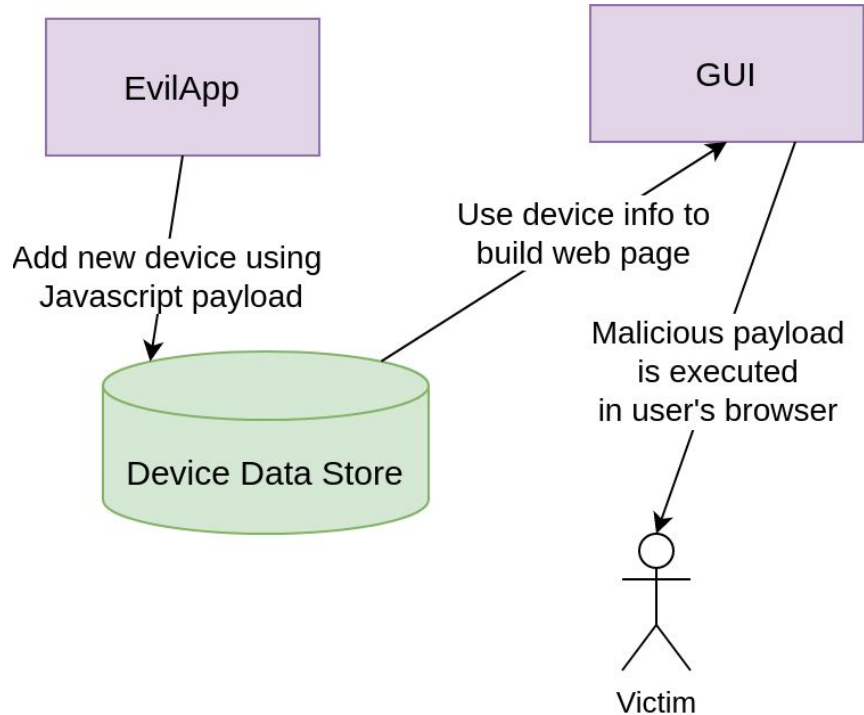 EvilApp
GUI
Add new device using
Javascript payload
Use device info to
build web page
Device Data Store
Malicious payload
is executed
in user's browser
Victim